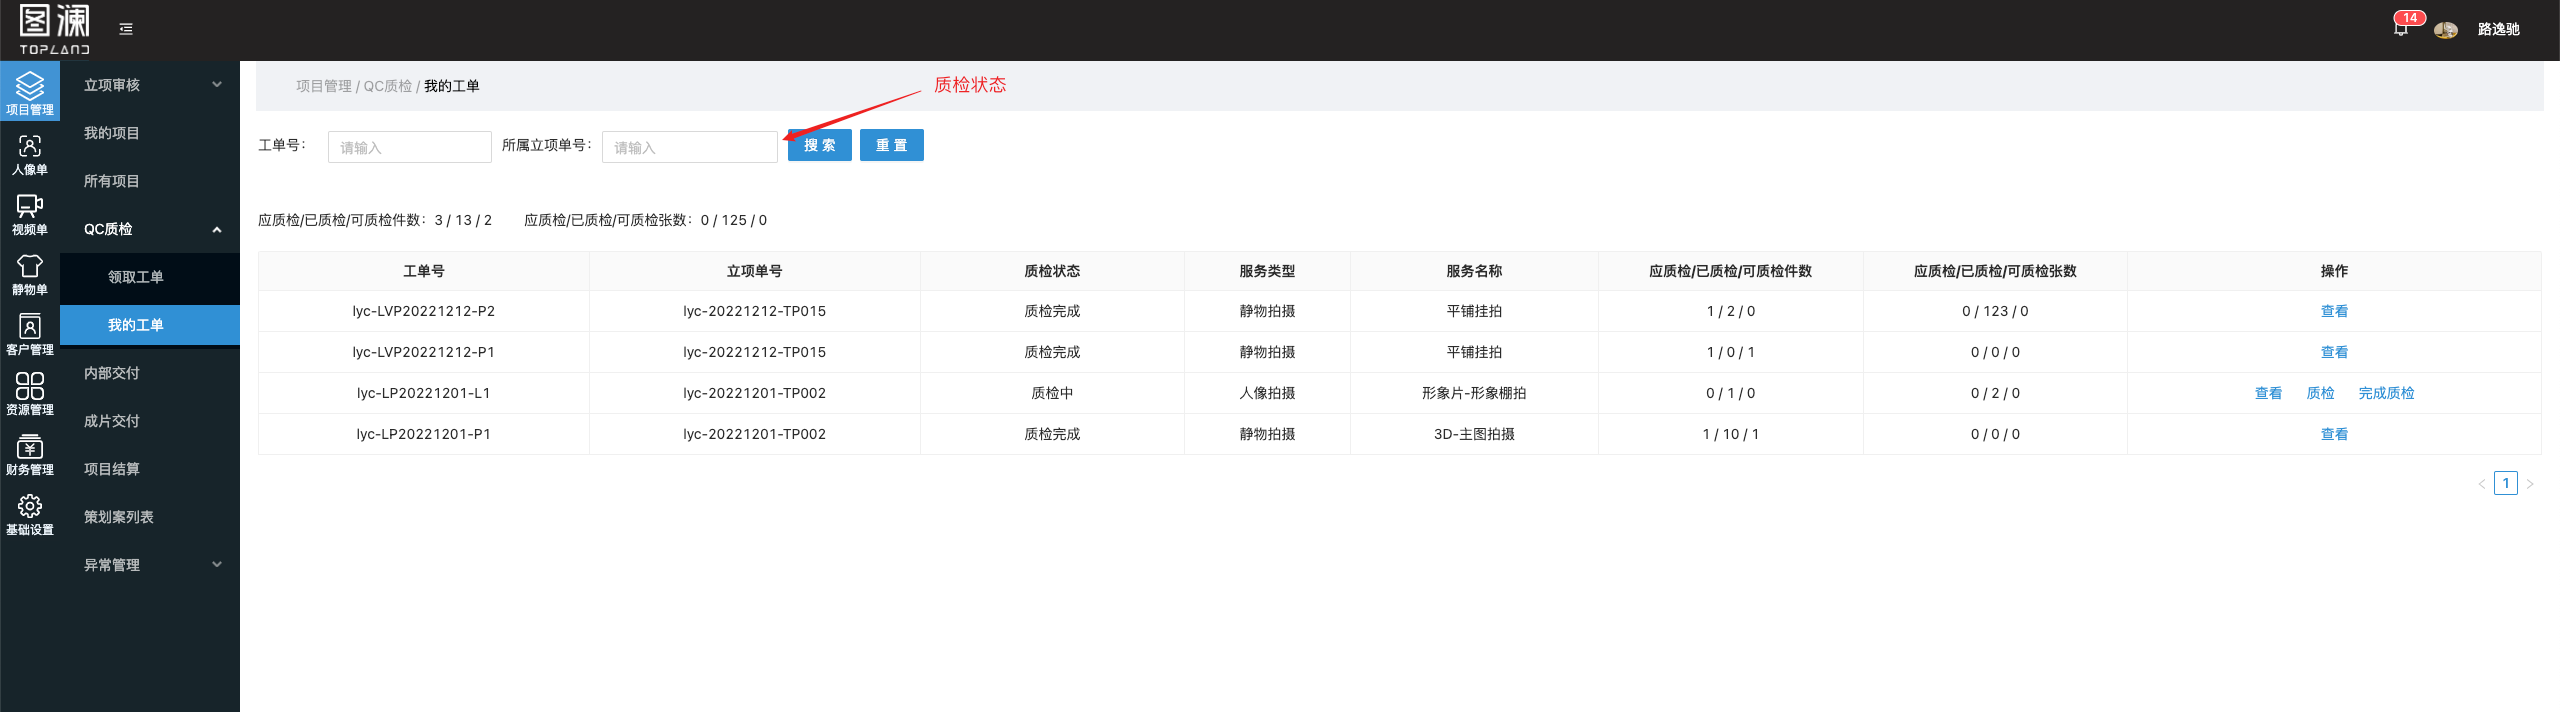 图澜
TOPLAND
14
路逸驰
项目管理
人像单
视频单
静物单
客户管理
资源管理
财务管理
基础设置
立项审核
我的项目
所有项目
QC质检
领取工单
我的工单
内部交付
成片交付
项目结算
策划案列表
异常管理
项目管理 / QC质检 / 我的工单
质检状态
工单号： 请输入 所属立项单号： 请输入 搜 索 重 置
应质检/已质检/可质检件数：3 / 13 / 2 应质检/已质检/可质检张数：0 / 125 / 0
工单号 立项单号 质检状态 服务类型 服务名称 应质检/已质检/可质检件数 应质检/已质检/可质检张数 操作
lyc-LVP20221212-P2 lyc-20221212-TP015 质检完成 静物拍摄 平铺挂拍 1 / 2 / 0 0 / 123 / 0 查看
lyc-LVP20221212-P1 lyc-20221212-TP015 质检完成 静物拍摄 平铺挂拍 1 / 0 / 1 0 / 0 / 0 查看
lyc-LP20221201-L1 lyc-20221201-TP002 质检中 人像拍摄 形象片-形象棚拍 0 / 1 / 0 0 / 2 / 0 查看 质检 完成质检
lyc-LP20221201-P1 lyc-20221201-TP002 质检完成 静物拍摄 3D-主图拍摄 1 / 10 / 1 0 / 0 / 0 查看
< 1 >